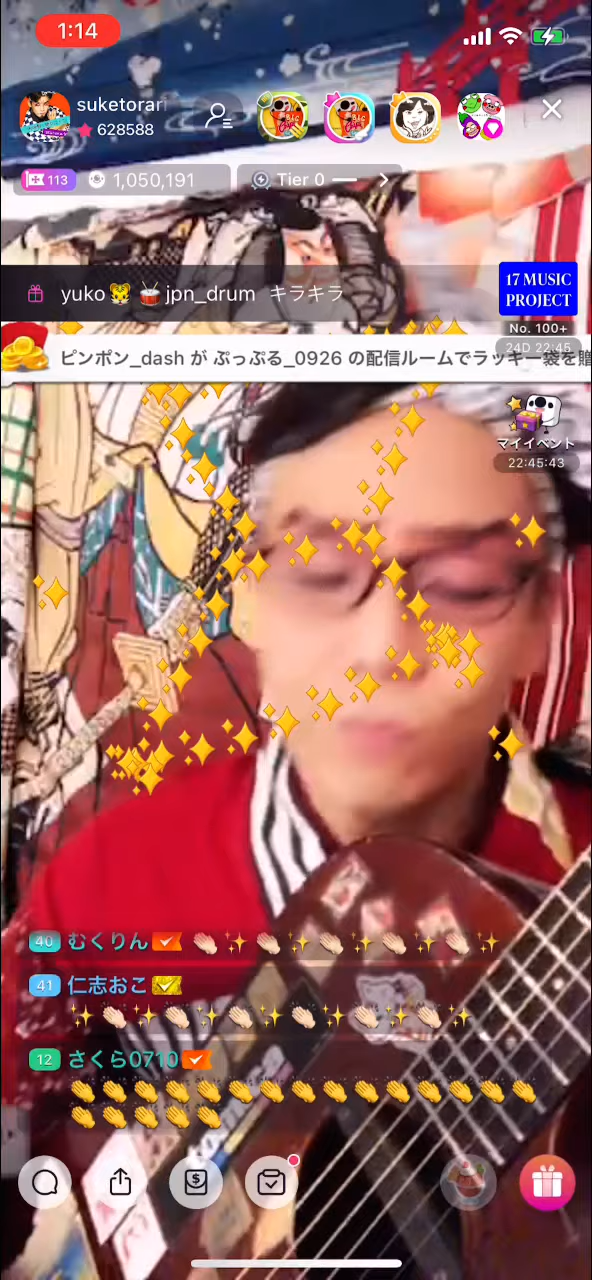 1:14
suketorar
628588
113
1,050,191
Tier 0
yuko🐯🥁jpn_drum キラキラ
17 MUSIC
PROJECT
No. 100+
24D 22:45
ピンポン_dash が ぷっぷる_0926 の配信ルームでラッキー袋を贈
マイイベント
22:45:43
40 むくりん 👏🏻✨👏🏻✨👏🏻✨👏🏻✨👏🏻✨
41 仁志おこ
✨👏🏻✨👏🏻✨👏🏻✨👏🏻✨👏🏻✨👏🏻✨
12 さくら0710
👏👏👏👏👏👏👏👏👏👏👏👏👏👏👏
👏👏👏👏👏